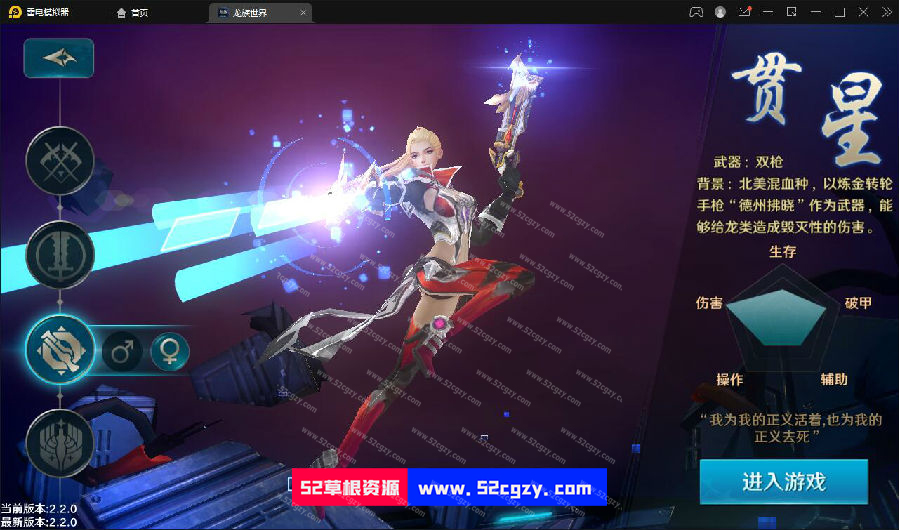 雷电模拟器
首页
龙族世界
贯星
武器：双枪
背景：北美混血种，以炼金转轮
手枪“德州拂晓”作为武器，能
够给龙类造成毁灭性的伤害。
生存
伤害
破甲
操作
辅助
“我为我的正义活着,也为我的
正义去死”
进入游戏
当前版本:2.2.0
最新版本:2.2.0
52草根资源 www.52cgzy.com
www.52cgzy.com